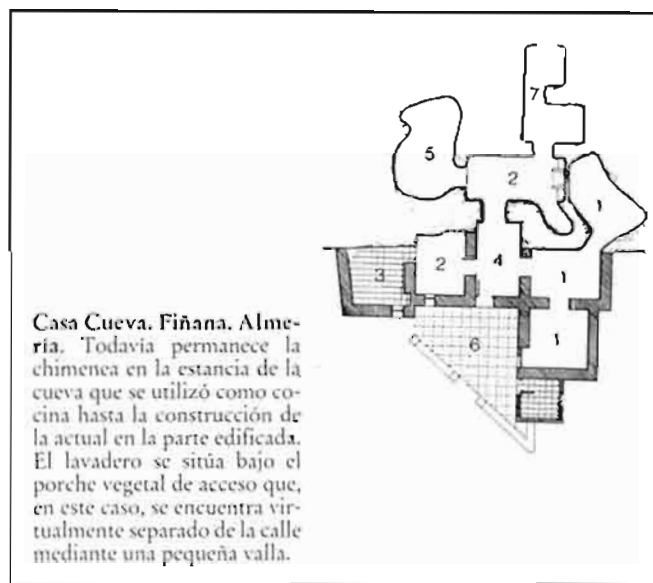 7
5
2
1
3
2
4
1
6
1
Casa Cueva. Fiñana. Alme-
ría. Todavía permanece la
chimenea en la estancia de la
cueva que se utilizó como co-
cina hasta la construcción de
la actual en la parte edificada.
El lavadero se sitúa bajo el
porche vegetal de acceso que,
en este caso, se encuentra vir-
tualmente separado de la calle
mediante una pequeña valla.